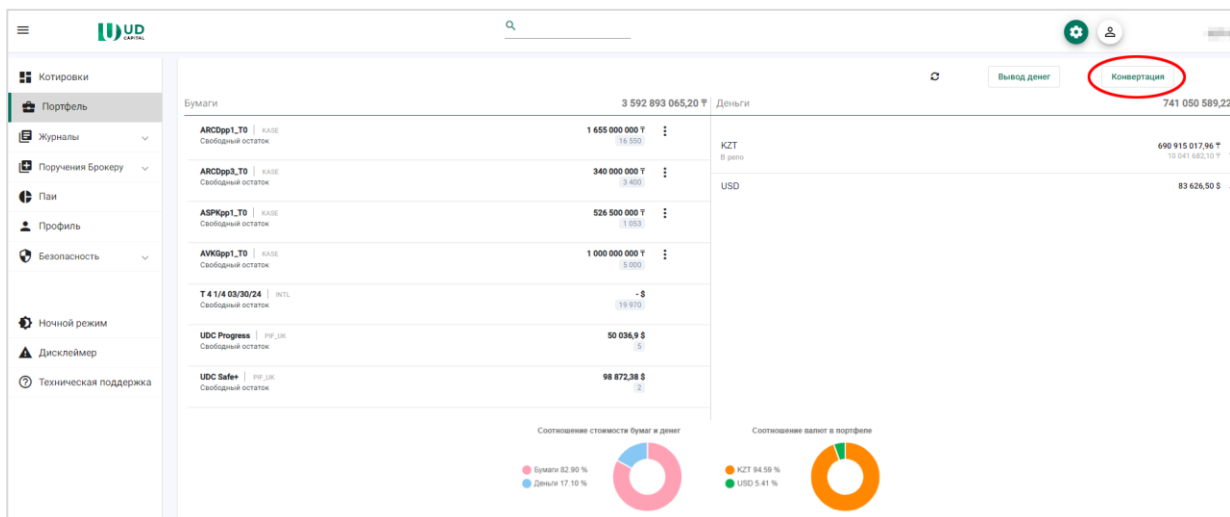 UD
CAPITAL
Котировки
Портфель
Журналы
Поручения Брокеру
Паи
Профиль
Безопасность
Ночной режим
Дисклеймер
Техническая поддержка
Вывод денег
Конвертация
Бумаги 3 592 893 065,20 ₸
ARCDpp1_T0 | KASE 1 655 000 000 ₸
Свободный остаток 16 550
ARCDpp3_T0 | KASE 340 000 000 ₸
Свободный остаток 3 400
ASPKpp1_T0 | KASE 526 500 000 ₸
Свободный остаток 1 053
AVKGpp1_T0 | KASE 1 000 000 000 ₸
Свободный остаток 5 000
T 4 1/4 03/30/24 | INTL - $
Свободный остаток 19 970
UDC Progress | PIF_UK 50 036,9 $
Свободный остаток 5
UDC Safe+ | PIF_UK 98 872,38 $
Свободный остаток 2
Деньги 741 050 589,22
KZT 690 915 017,96 ₸
В репо 10 041 682,10 ₸
USD 83 626,50 $
Соотношение стоимости бумаг и денег
Бумаги 82.90 %
Деньги 17.10 %
Соотношение валют в портфеле
KZT 94.59 %
USD 5.41 %